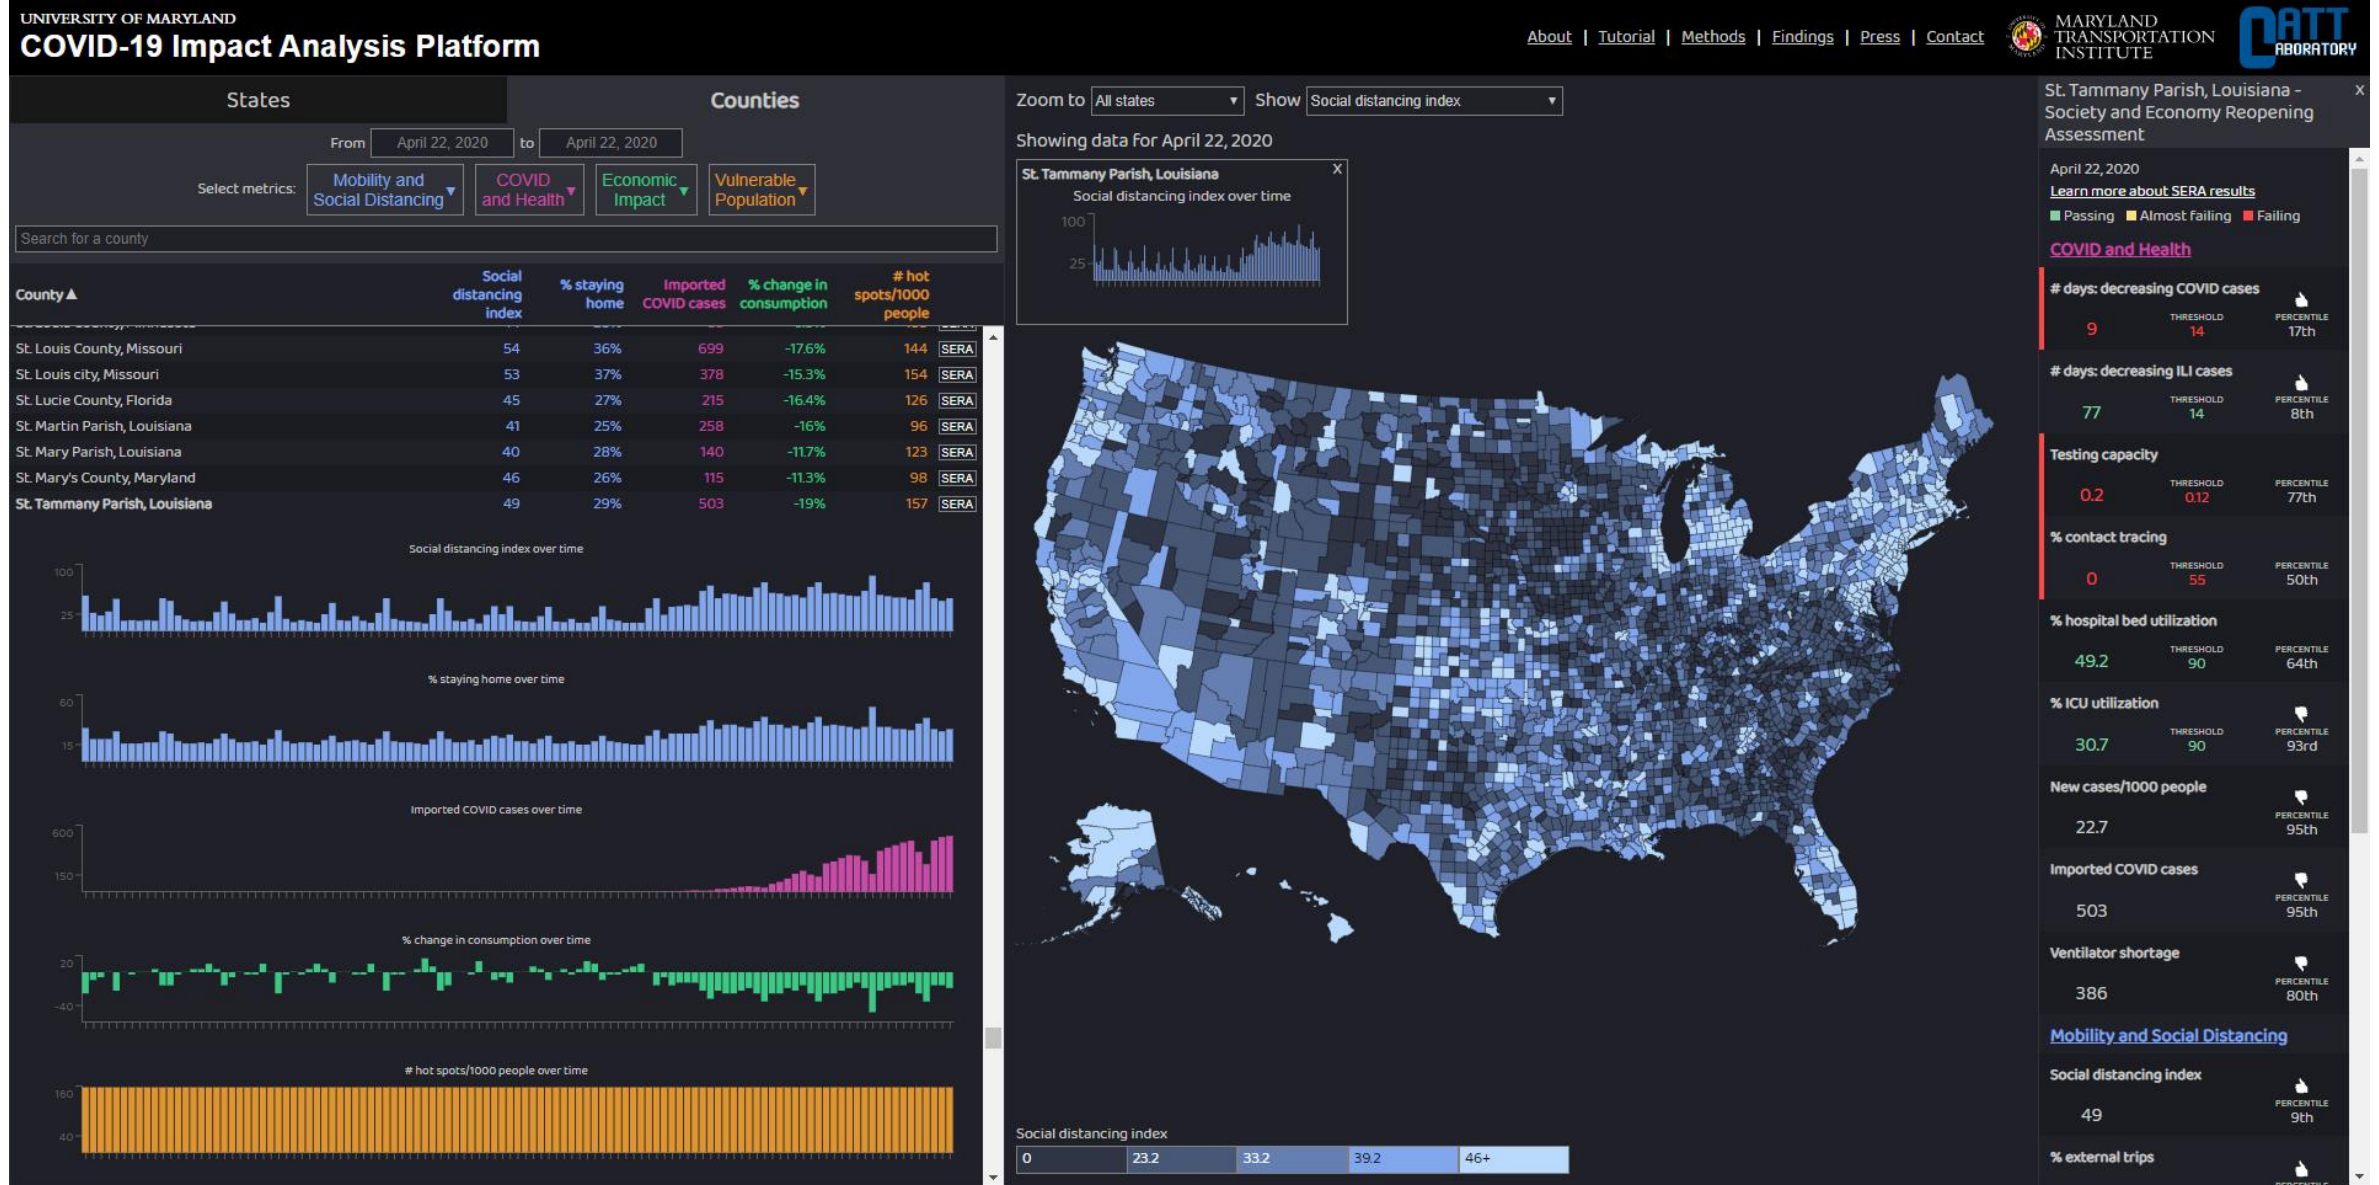 UNIVERSITY OF MARYLAND
COVID-19 Impact Analysis Platform
About | Tutorial | Methods | Findings | Press | Contact
MARYLAND
TRANSPORTATION
INSTITUTE
CATT
LABORATORY
States
Counties
From April 22, 2020 to April 22, 2020
Select metrics:
Mobility and
Social Distancing
COVID
and Health
Economic
Impact
Vulnerable
Population
Search for a county
County
Social
distancing
index
% staying
home
Imported
COVID cases
% change in
consumption
# hot
spots/1000
people
St. Louis County, Missouri 54 36% 699 -17.6% 144 SERA
St. Louis city, Missouri 53 37% 378 -15.3% 154 SERA
St. Lucie County, Florida 45 27% 215 -16.4% 126 SERA
St. Martin Parish, Louisiana 41 25% 258 -16% 96 SERA
St. Mary Parish, Louisiana 40 28% 140 -11.7% 123 SERA
St. Mary's County, Maryland 46 26% 115 -11.3% 98 SERA
St. Tammany Parish, Louisiana 49 29% 503 -19% 157 SERA
Social distancing index over time
100
25
% staying home over time
60
15
Imported COVID cases over time
600
150
% change in consumption over time
20
-40
# hot spots/1000 people over time
160
40
Zoom to All states Show Social distancing index
Showing data for April 22, 2020
St. Tammany Parish, Louisiana X
Social distancing index over time
100
25
Social distancing index
0 23.2 33.2 39.2 46+
St. Tammany Parish, Louisiana - X
Society and Economy Reopening
Assessment
April 22, 2020
Learn more about SERA results
Passing Almost failing Failing
COVID and Health
# days: decreasing COVID cases
THRESHOLD PERCENTILE
9 14 17th
# days: decreasing ILI cases
THRESHOLD PERCENTILE
77 14 8th
Testing capacity
THRESHOLD PERCENTILE
0.2 0.12 77th
% contact tracing
THRESHOLD PERCENTILE
0 55 50th
% hospital bed utilization
THRESHOLD PERCENTILE
49.2 90 64th
% ICU utilization
THRESHOLD PERCENTILE
30.7 90 93rd
New cases/1000 people
PERCENTILE
22.7 95th
Imported COVID cases
PERCENTILE
503 95th
Ventilator shortage
PERCENTILE
386 80th
Mobility and Social Distancing
Social distancing index
PERCENTILE
49 9th
% external trips